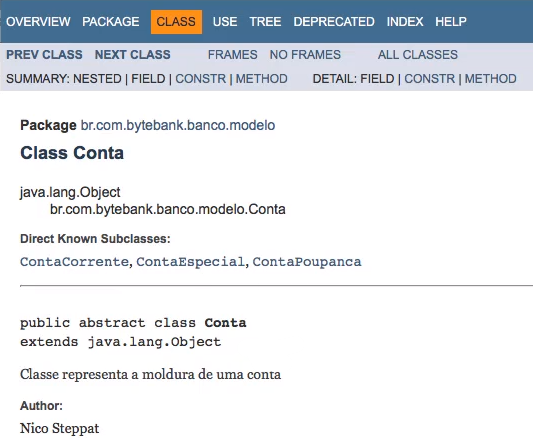 OVERVIEW PACKAGE CLASS USE TREE DEPRECATED INDEX HELP
PREV CLASS NEXT CLASS FRAMES NO FRAMES ALL CLASSES
SUMMARY: NESTED | FIELD | CONSTR | METHOD DETAIL: FIELD | CONSTR | METHOD
Package br.com.bytebank.banco.modelo
Class Conta
java.lang.Object
br.com.bytebank.banco.modelo.Conta
Direct Known Subclasses:
ContaCorrente, ContaEspecial, ContaPoupanca
public abstract class Conta
extends java.lang.Object
Classe representa a moldura de uma conta
Author:
Nico Steppat